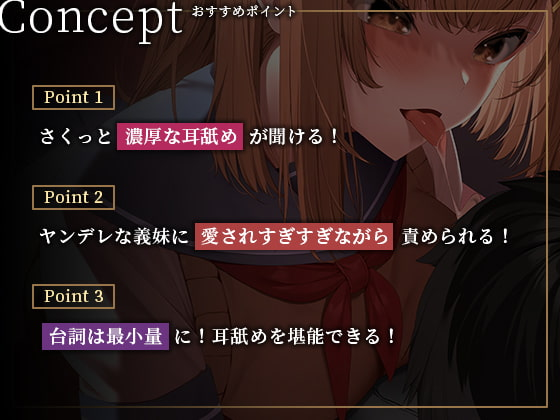 Concept おすすめポイント
Point 1
さくっと 濃厚な耳舐め が聞ける！
Point 2
ヤンデレな義妹に 愛されすぎすぎながら 責められる！
Point 3
台詞は最小量 に！耳舐めを堪能できる！